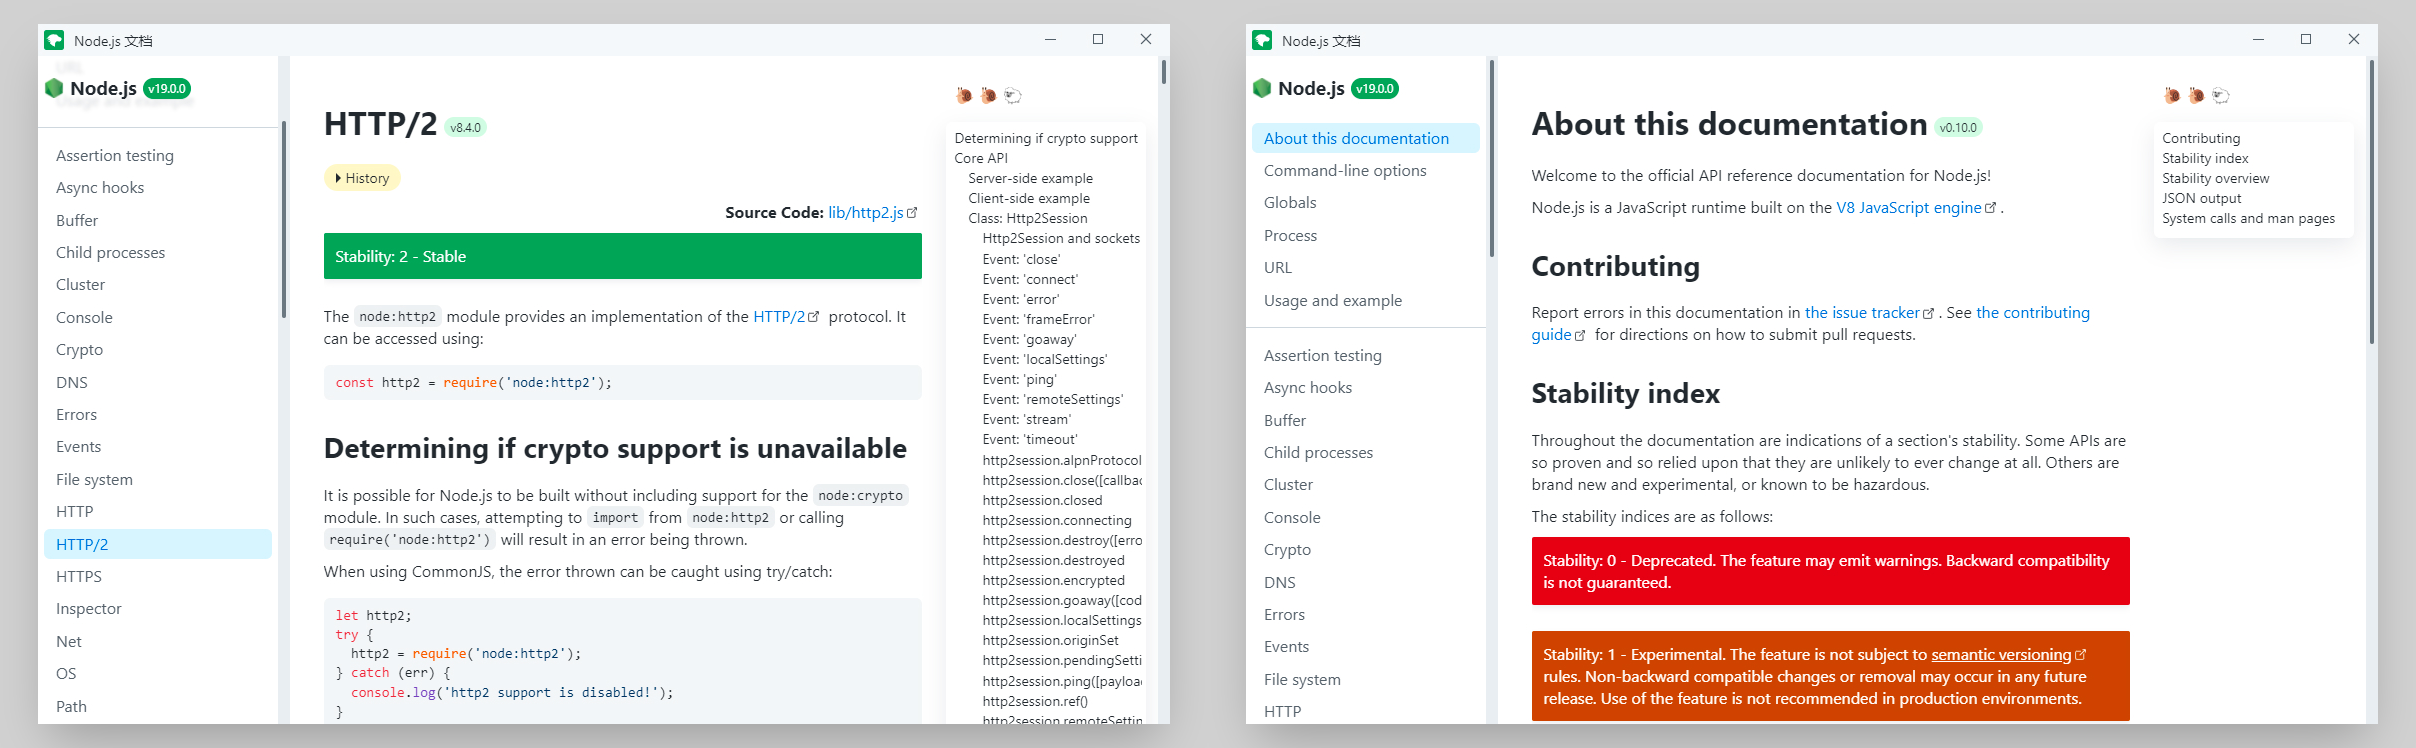 Node.js 文档
Node.js v19.0.0
Assertion testing
Async hooks
Buffer
Child processes
Cluster
Console
Crypto
DNS
Errors
Events
File system
HTTP
HTTP/2
HTTPS
Inspector
Net
OS
Path
HTTP/2 v8.4.0
History
Source Code: lib/http2.js
Stability: 2 - Stable
The node:http2 module provides an implementation of the HTTP/2 protocol. It
can be accessed using:
const http2 = require('node:http2');
Determining if crypto support is unavailable
It is possible for Node.js to be built without including support for the node:crypto
module. In such cases, attempting to import from node:http2 or calling
require('node:http2') will result in an error being thrown.
When using CommonJS, the error thrown can be caught using try/catch:
let http2;
try {
  http2 = require('node:http2');
} catch (err) {
  console.log('http2 support is disabled!');
}
Determining if crypto support
Core API
Server-side example
Client-side example
Class: Http2Session
Http2Session and sockets
Event: 'close'
Event: 'connect'
Event: 'error'
Event: 'frameError'
Event: 'goaway'
Event: 'localSettings'
Event: 'ping'
Event: 'remoteSettings'
Event: 'stream'
Event: 'timeout'
http2session.alpnProtocol
http2session.close([callbac
http2session.closed
http2session.connecting
http2session.destroy([erro
http2session.destroyed
http2session.encrypted
http2session.goaway([cod
http2session.localSettings
http2session.originSet
http2session.pendingSetti
http2session.ping([payloac
http2session.ref()
http2session.remoteSettin
Node.js 文档
Node.js v19.0.0
About this documentation
Command-line options
Globals
Process
URL
Usage and example
Assertion testing
Async hooks
Buffer
Child processes
Cluster
Console
Crypto
DNS
Errors
Events
File system
HTTP
About this documentation v0.10.0
Welcome to the official API reference documentation for Node.js!
Node.js is a JavaScript runtime built on the V8 JavaScript engine .
Contributing
Report errors in this documentation in the issue tracker . See the contributing
guide for directions on how to submit pull requests.
Stability index
Throughout the documentation are indications of a section's stability. Some APIs are
so proven and so relied upon that they are unlikely to ever change at all. Others are
brand new and experimental, or known to be hazardous.
The stability indices are as follows:
Stability: 0 - Deprecated. The feature may emit warnings. Backward compatibility
is not guaranteed.
Stability: 1 - Experimental. The feature is not subject to semantic versioning
rules. Non-backward compatible changes or removal may occur in any future
release. Use of the feature is not recommended in production environments.
Contributing
Stability index
Stability overview
JSON output
System calls and man pages